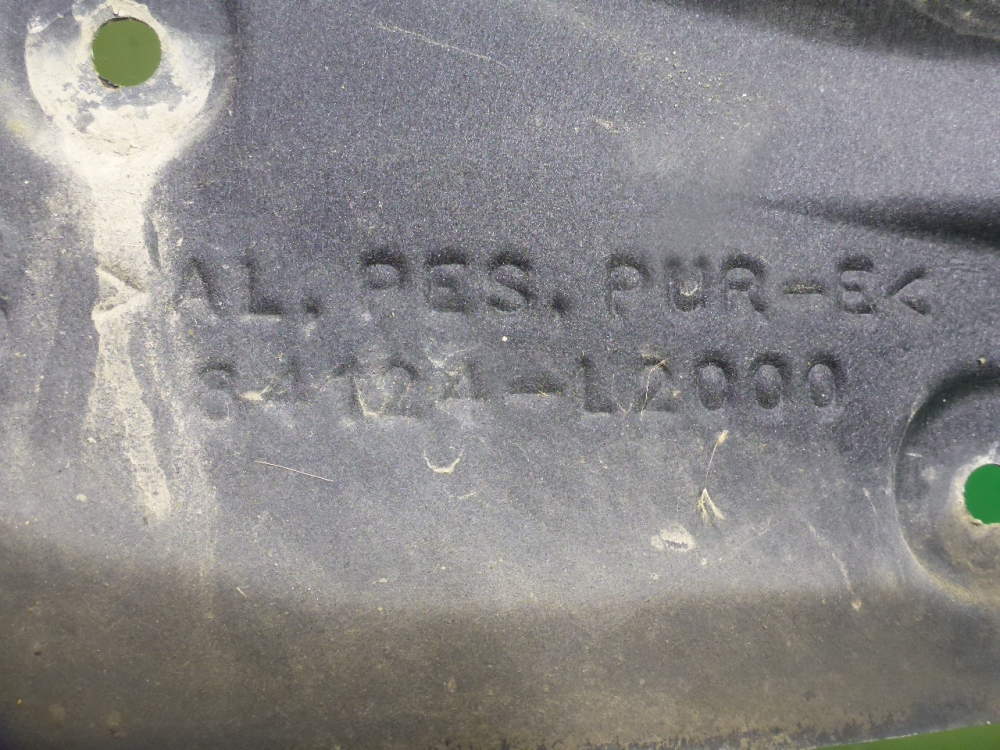 >AL, PES, PUR-E<
84124-L2000